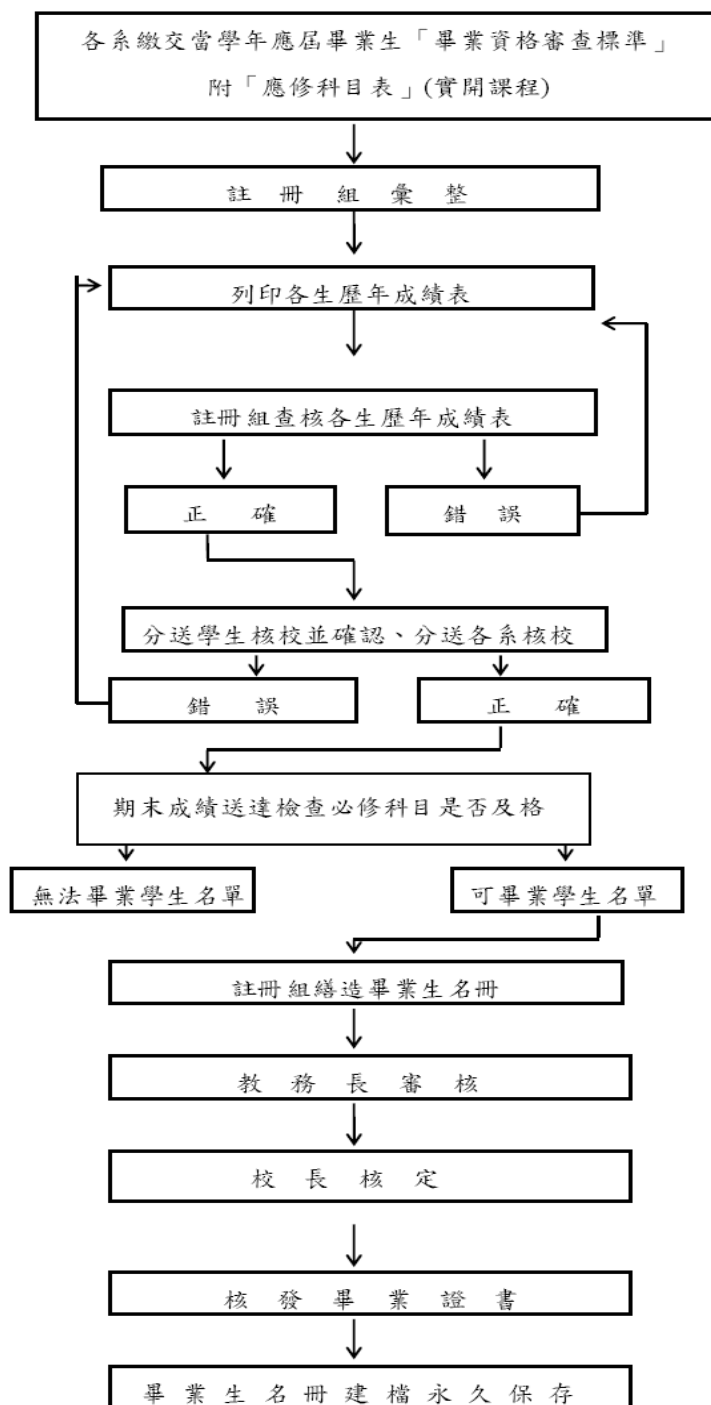 各系繳交當學年應屆畢業生「畢業資格審查標準」
附「應修科目表」(實開課程)
註冊組彙整
列印各生歷年成績表
註冊組查核各生歷年成績表
正確
錯誤
分送學生核校並確認、分送各系核校
錯誤
正確
期末成績送達檢查必修科目是否及格
無法畢業學生名單
可畢業學生名單
註冊組繕造畢業生名冊
教務長審核
校長核定
核發畢業證書
畢業生名冊建檔永久保存